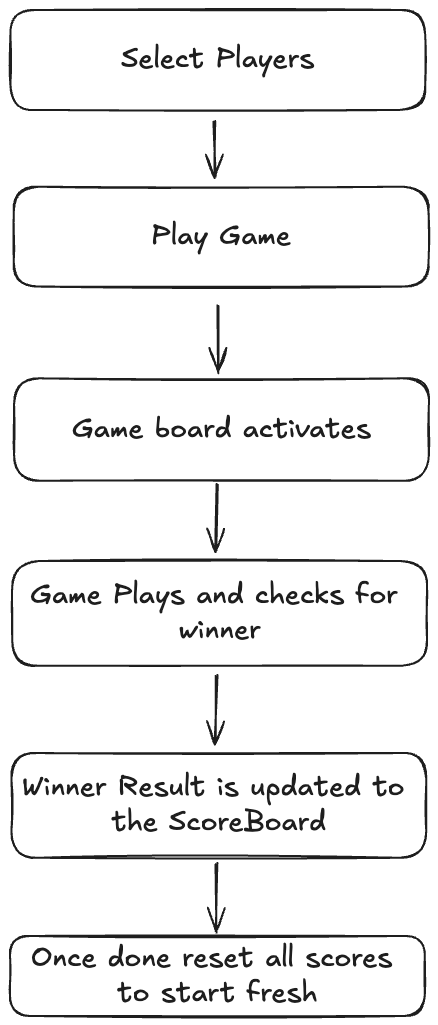 Select Players
Play Game
Game board activates
Game Plays and checks for
winner
Winner Result is updated to
the ScoreBoard
Once done reset all scores
to start fresh